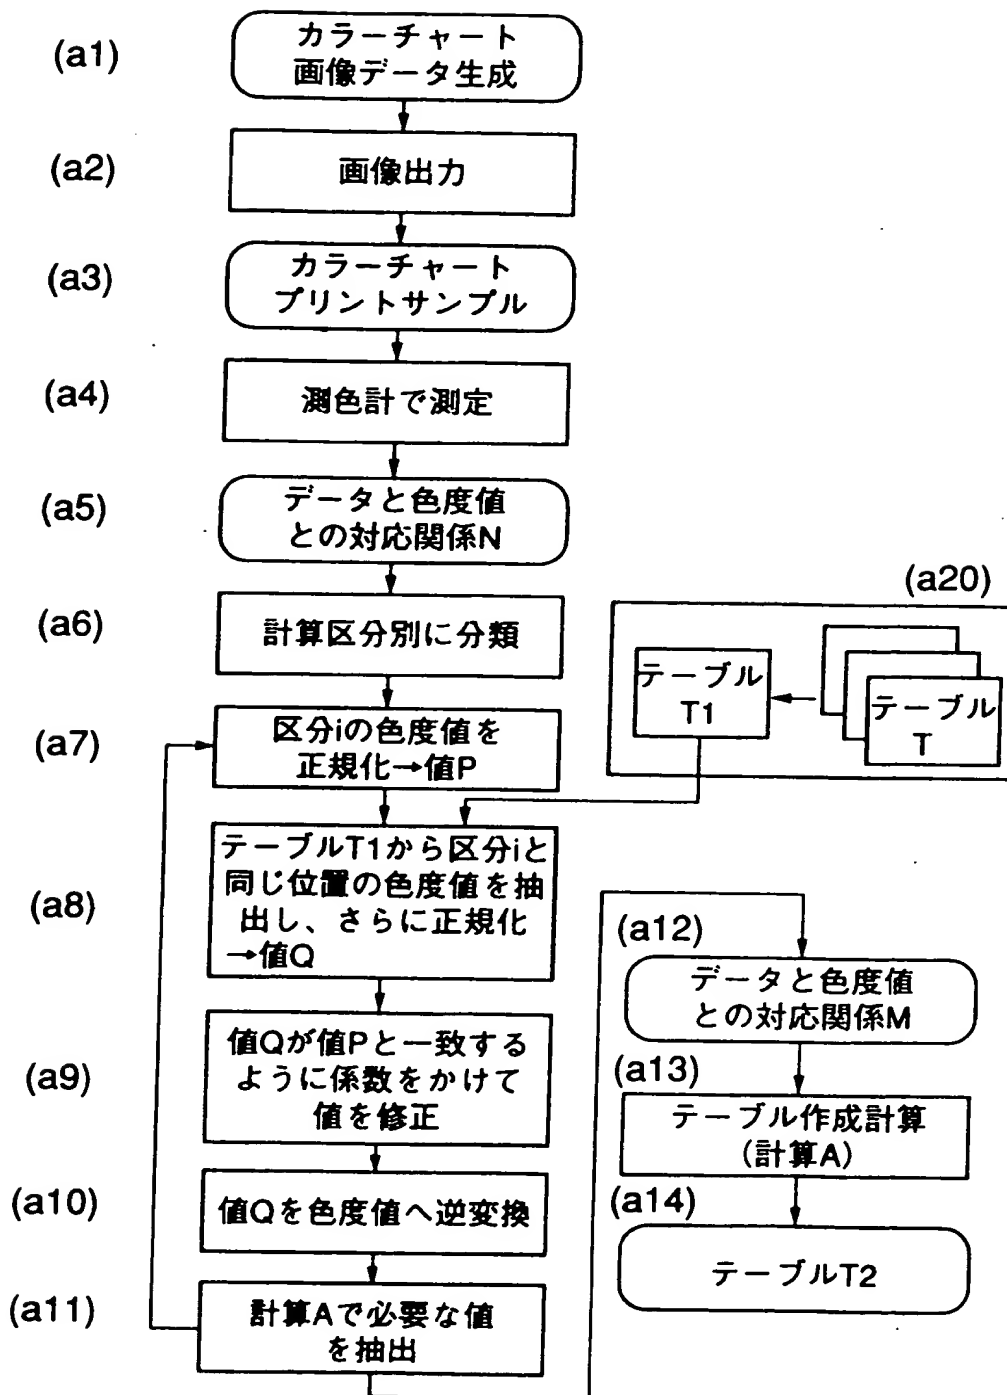 (a1)
カラーチャート
画像データ生成
(a2)
画像出力
(a3)
カラーチャート
プリントサンプル
(a4)
測色計で測定
(a5)
データと色度値
との対応関係N
(a6)
計算区分別に分類
(a7)
区分iの色度値を
正規化→値P
(a20)
テーブル
T1
テーブル
T
(a8)
テーブルT1から区分iと
同じ位置の色度値を抽
出し、さらに正規化
→値Q
(a9)
値Qが値Pと一致する
ように係数をかけて
値を修正
(a10)
値Qを色度値へ逆変換
(a11)
計算Aで必要な値
を抽出
(a12)
データと色度値
との対応関係M
(a13)
テーブル作成計算
(計算A)
(a14)
テーブルT2